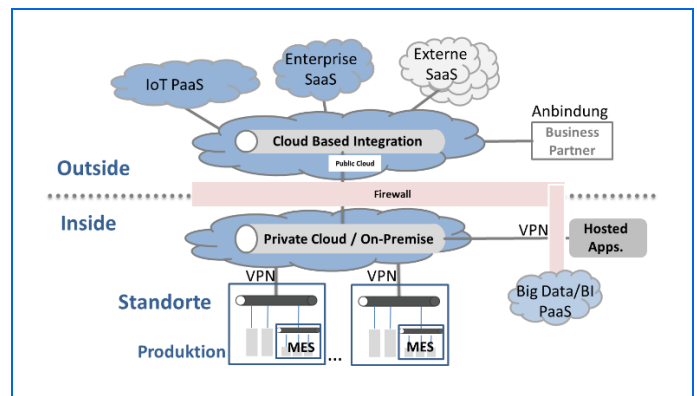 IoT PaaS
Enterprise
SaaS
Externe
SaaS
Anbindung
Business
Partner
Cloud Based Integration
Public Cloud
Outside
Firewall
Inside
Private Cloud / On-Premise
VPN
Hosted
Apps.
VPN
VPN
Big Data/BI
PaaS
Standorte
Produktion
MES
...
MES